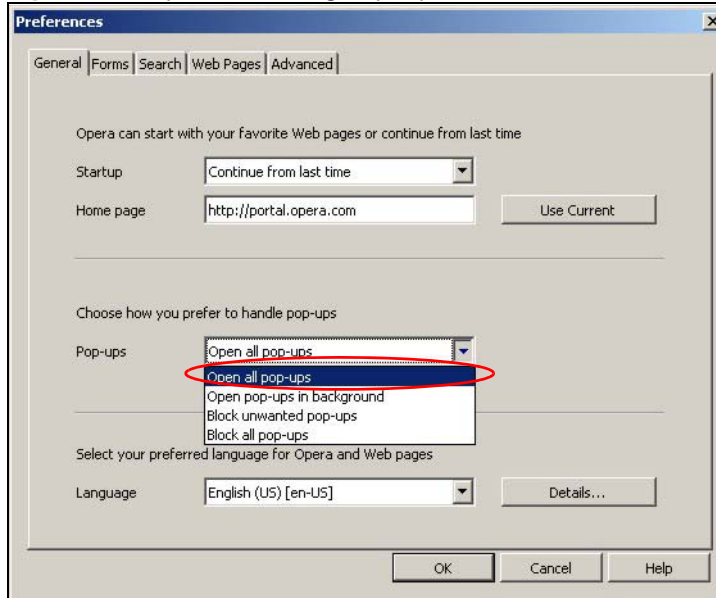 Preferences
General Forms Search Web Pages Advanced
Opera can start with your favorite Web pages or continue from last time
Startup Continue from last time
Home page http://portal.opera.com Use Current
Choose how you prefer to handle pop-ups
Pop-ups Open all pop-ups
Open all pop-ups
Open pop-ups in background
Block unwanted pop-ups
Block all pop-ups
Select your preferred language for Opera and Web pages
Language English (US) [en-US] Details...
OK Cancel Help